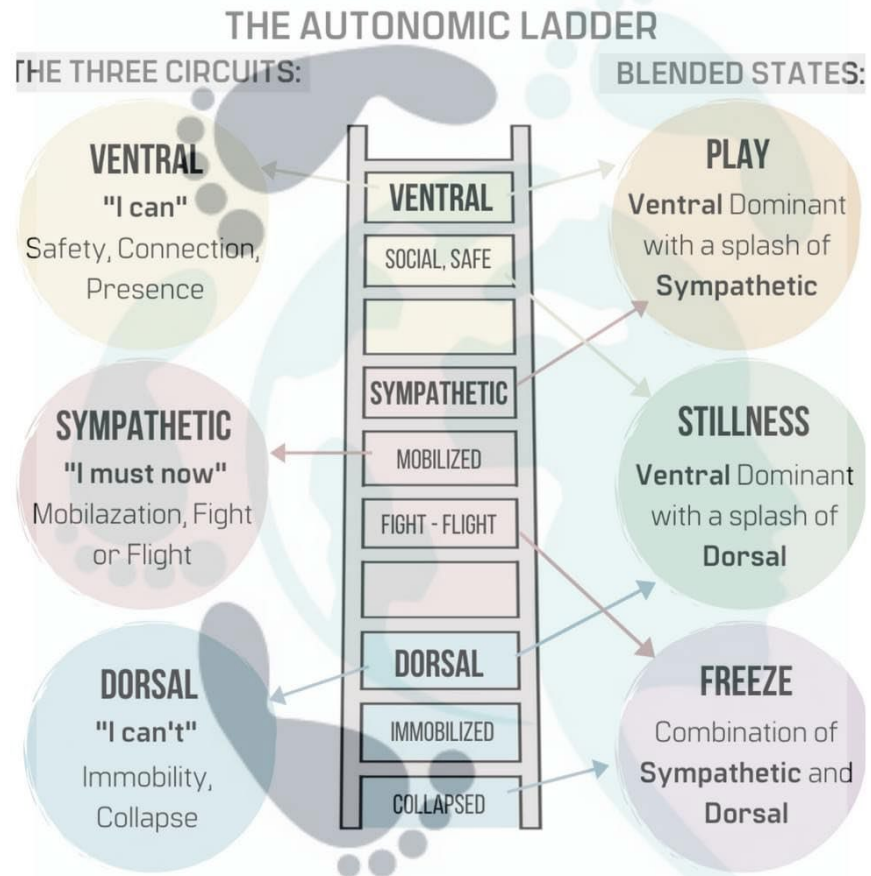 THE AUTONOMIC LADDER
THE THREE CIRCUITS:
BLENDED STATES:
VENTRAL
"I can"
Safety, Connection,
Presence
SYMPATHETIC
"I must now"
Mobilazation, Fight
or Flight
DORSAL
"I can't"
Immobility,
Collapse
VENTRAL
SOCIAL, SAFE
SYMPATHETIC
MOBILIZED
FIGHT - FLIGHT
DORSAL
IMMOBILIZED
COLLAPSED
PLAY
Ventral Dominant
with a splash of
Sympathetic
STILLNESS
Ventral Dominant
with a splash of
Dorsal
FREEZE
Combination of
Sympathetic and
Dorsal